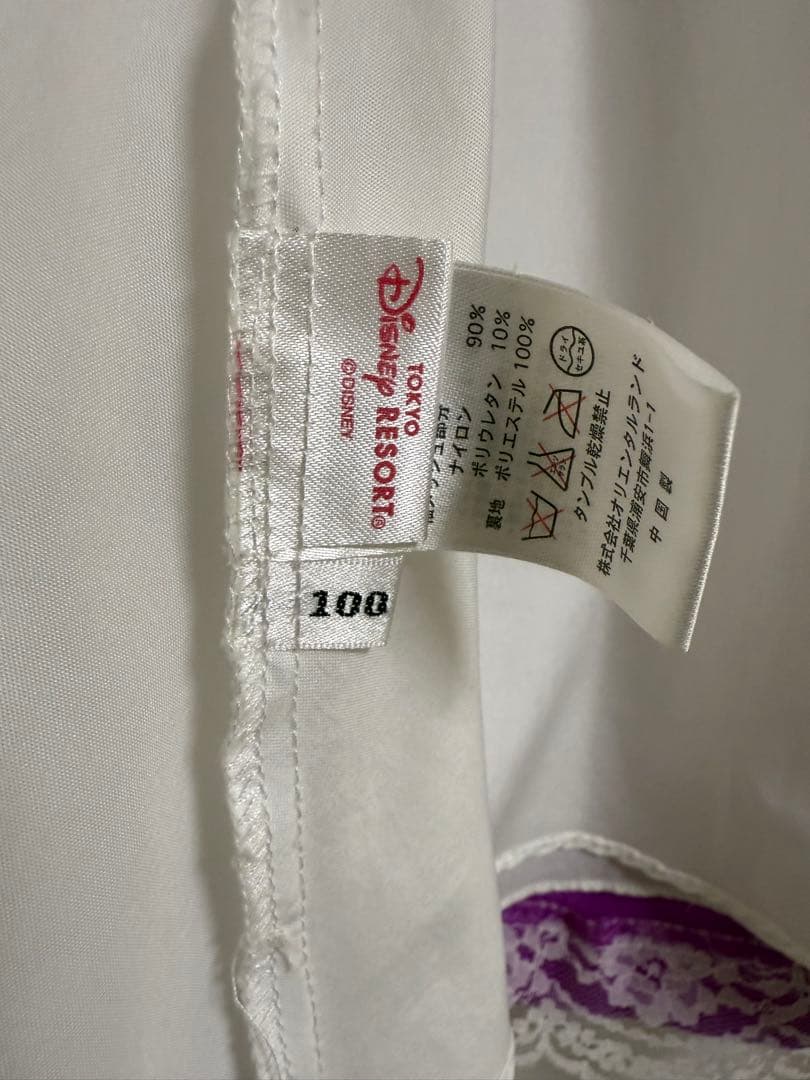 TOKYO
Disney RESORT®
© DISNEY
100
ナイロン 90%
ポリウレタン 10%
裏地 ポリエステル 100%
ドライ
セキユ系
タンブル乾燥禁止
株式会社オリエンタルランド
千葉県浦安市舞浜1-1
中国製